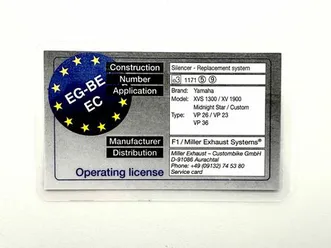 EG-BE
EC
Construction
Silencer - Replacement system
Number
e3 1171 5 9
Application
Brand: Yamaha
Model: XVS 1300 / XV 1900
Midnight Star / Custom
Type: VP 26 / VP 23
VP 36
Manufacturer
F1 / Miller Exhaust Systems®
Distribution
Miller Exhaust – Custombike GmbH
D-91086 Aurachtal
Phone: +49 (09132) 74 53 80
Service card
Operating license